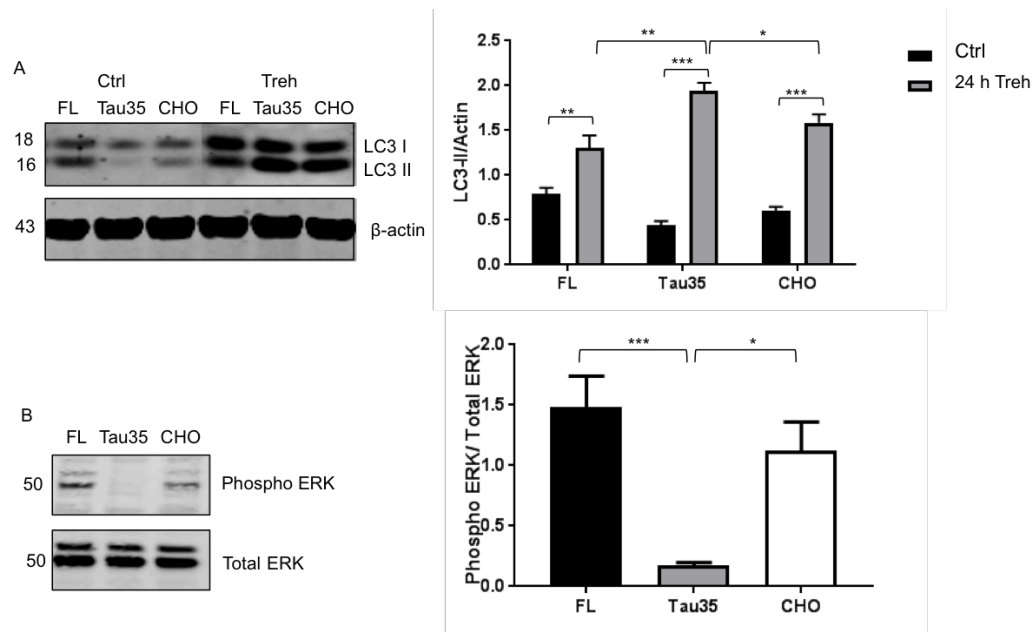 A
Ctrl Treh
FL Tau35 CHO FL Tau35 CHO
18 LC3 I
16 LC3 II
43 β-actin
LC3-II/Actin
2.5
2.0
1.5
1.0
0.5
0.0
** *
*** 
** ***
FL Tau35 CHO
Ctrl
24 h Treh
B
FL Tau35 CHO
50 Phospho ERK
50 Total ERK
Phospho ERK/ Total ERK
2.0
1.5
1.0
0.5
0.0
*** *
FL Tau35 CHO